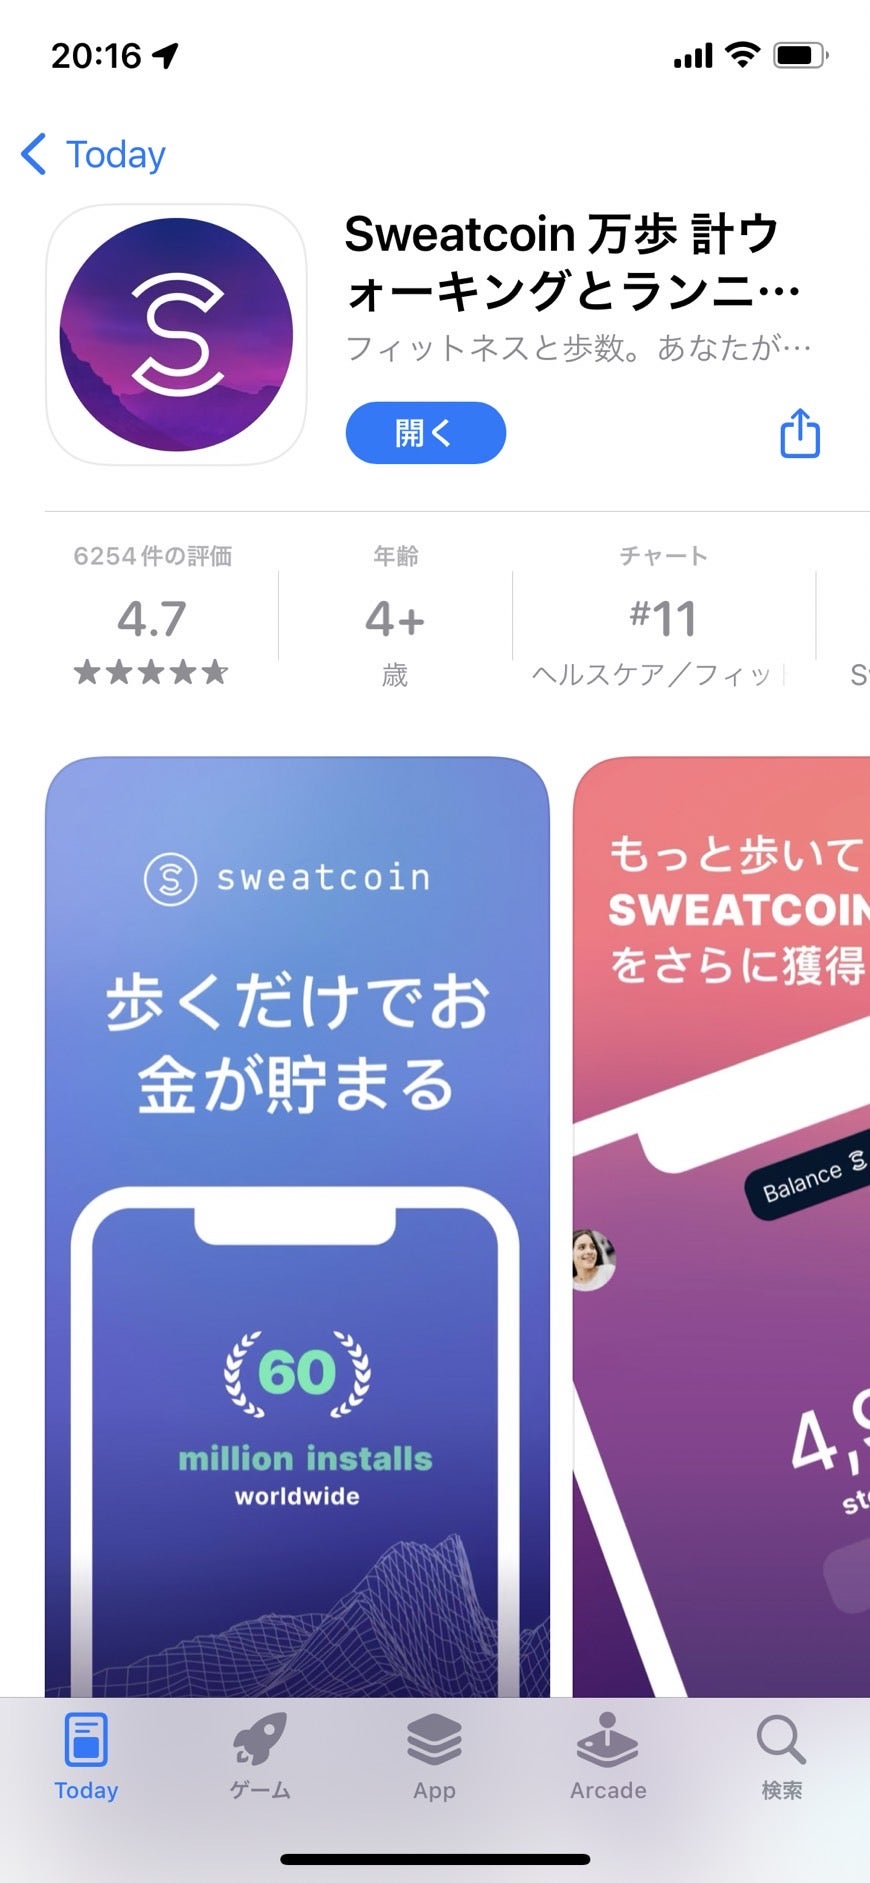 20:16
Today
Sweatcoin 万歩 計ウ
ォーキングとランニ…
フィットネスと歩数。あなたが…
開く
6254件の評価
年齢
チャート
4.7
4+
#11
★★★★★
歳
ヘルスケア／フィッ
sweatcoin
歩くだけでお
金が貯まる
60
million installs
worldwide
もっと歩いて
SWEATCOIN
をさらに獲得
Balance
4,9
Today
ゲーム
App
Arcade
検索